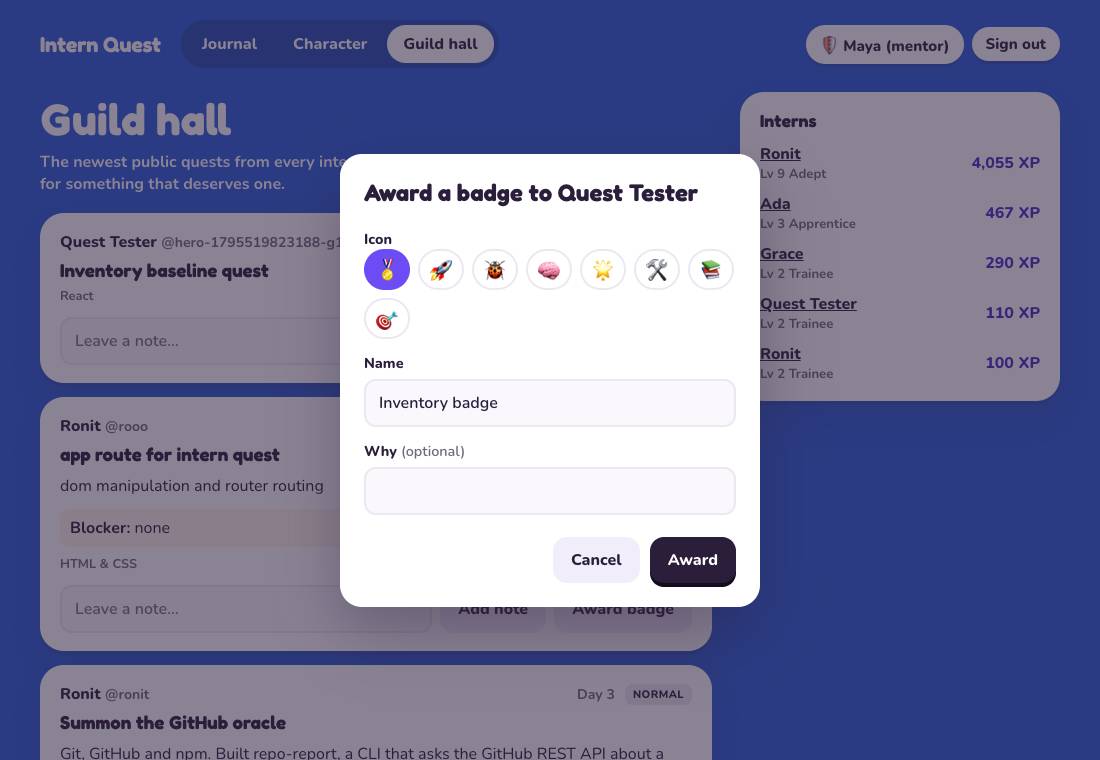 Intern Quest
Journal
Character
Guild hall
Maya (mentor)
Sign out
Guild hall
The newest public quests from every
for something that deserves one.
Quest Tester @hero-1795519823188-g1
Inventory baseline quest
React
Leave a note...
Ronit @rooo
app route for intern quest
dom manipulation and router routing
Blocker: none
HTML & CSS
Leave a note...
Add note
Award badge
Ronit @ronit
Day 3
NORMAL
Summon the GitHub oracle
Git, GitHub and npm. Built repo-report, a CLI that asks the GitHub REST API about a
Interns
Ronit
4,055 XP
Lv 9 Adept
Ada
467 XP
Lv 3 Apprentice
Grace
290 XP
Lv 2 Trainee
Quest Tester
110 XP
Lv 2 Trainee
Ronit
100 XP
Lv 2 Trainee
Award a badge to Quest Tester
Icon
Name
Inventory badge
Why (optional)
Cancel
Award